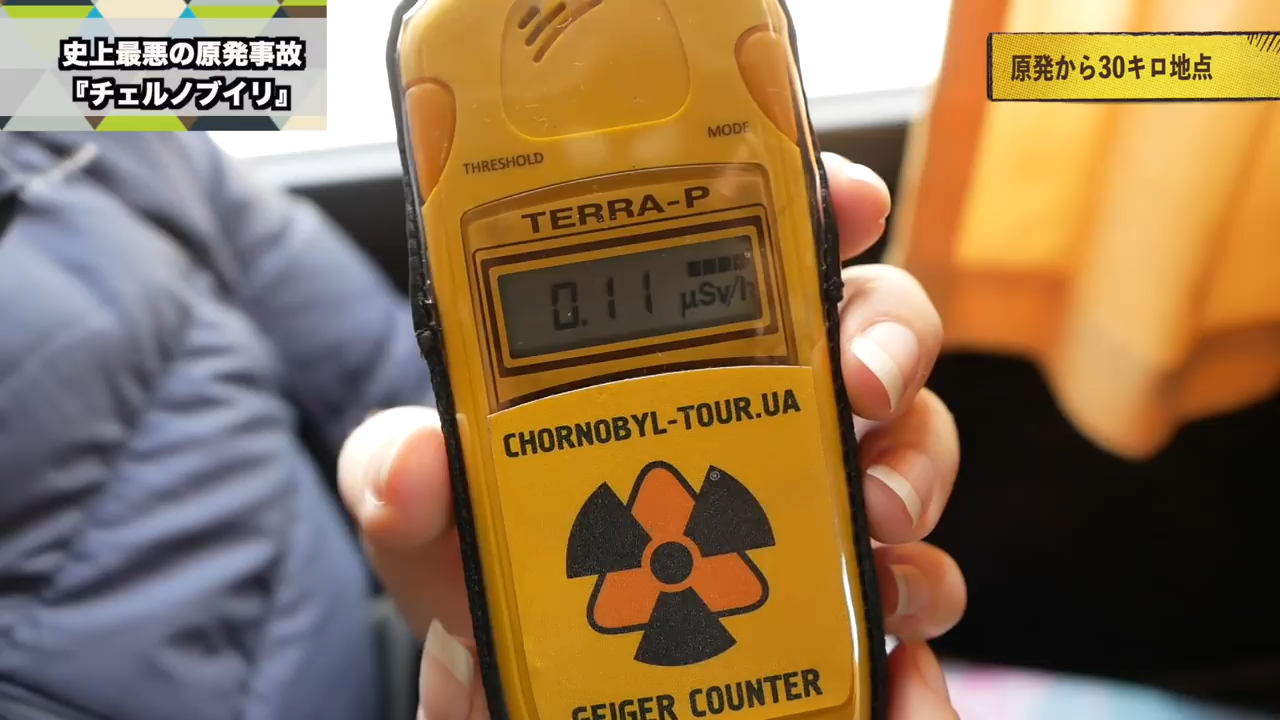 史上最悪の原発事故
『チェルノブイリ』
原発から30キロ地点
THRESHOLD
MODE
TERRA-P
0.11 μSv/h
CHORNOBYL-TOUR.UA
®
GEIGER COUNTER